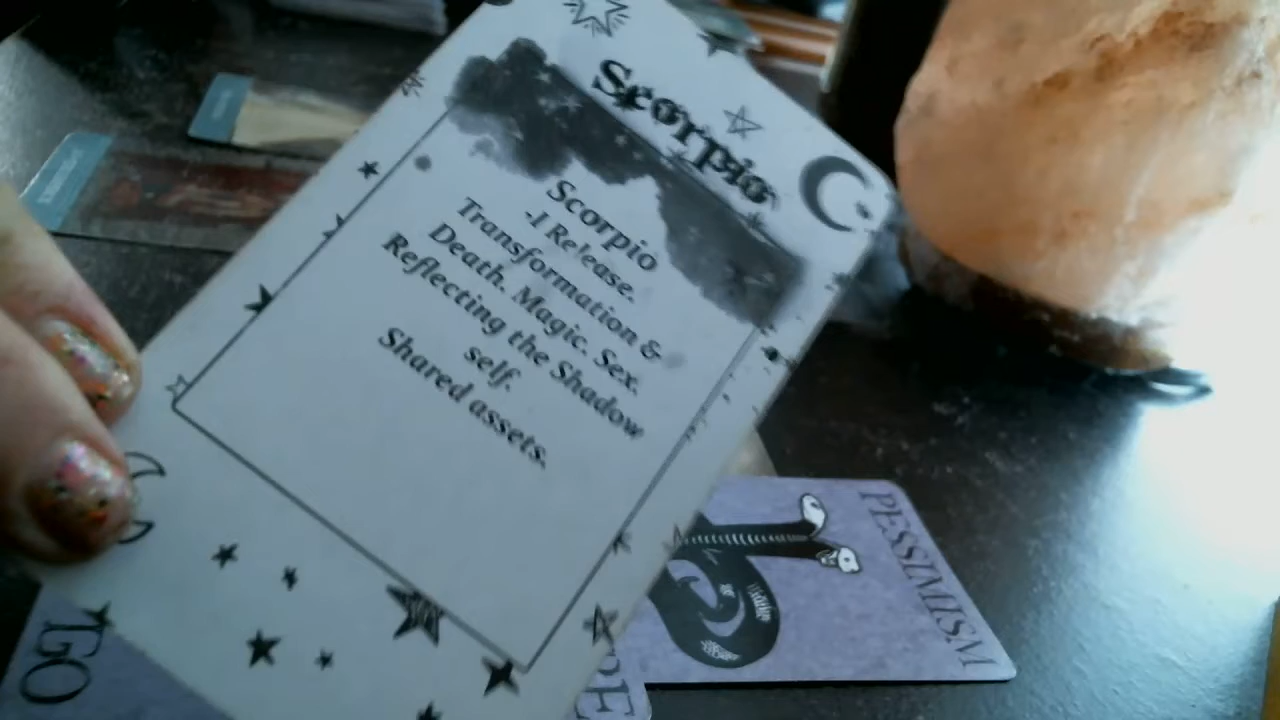 Scorpio
Scorpio
-I Release.
Transformation &
Death. Magic. Sex.
Reflecting the Shadow
self.
Shared assets.
PESSIMISM